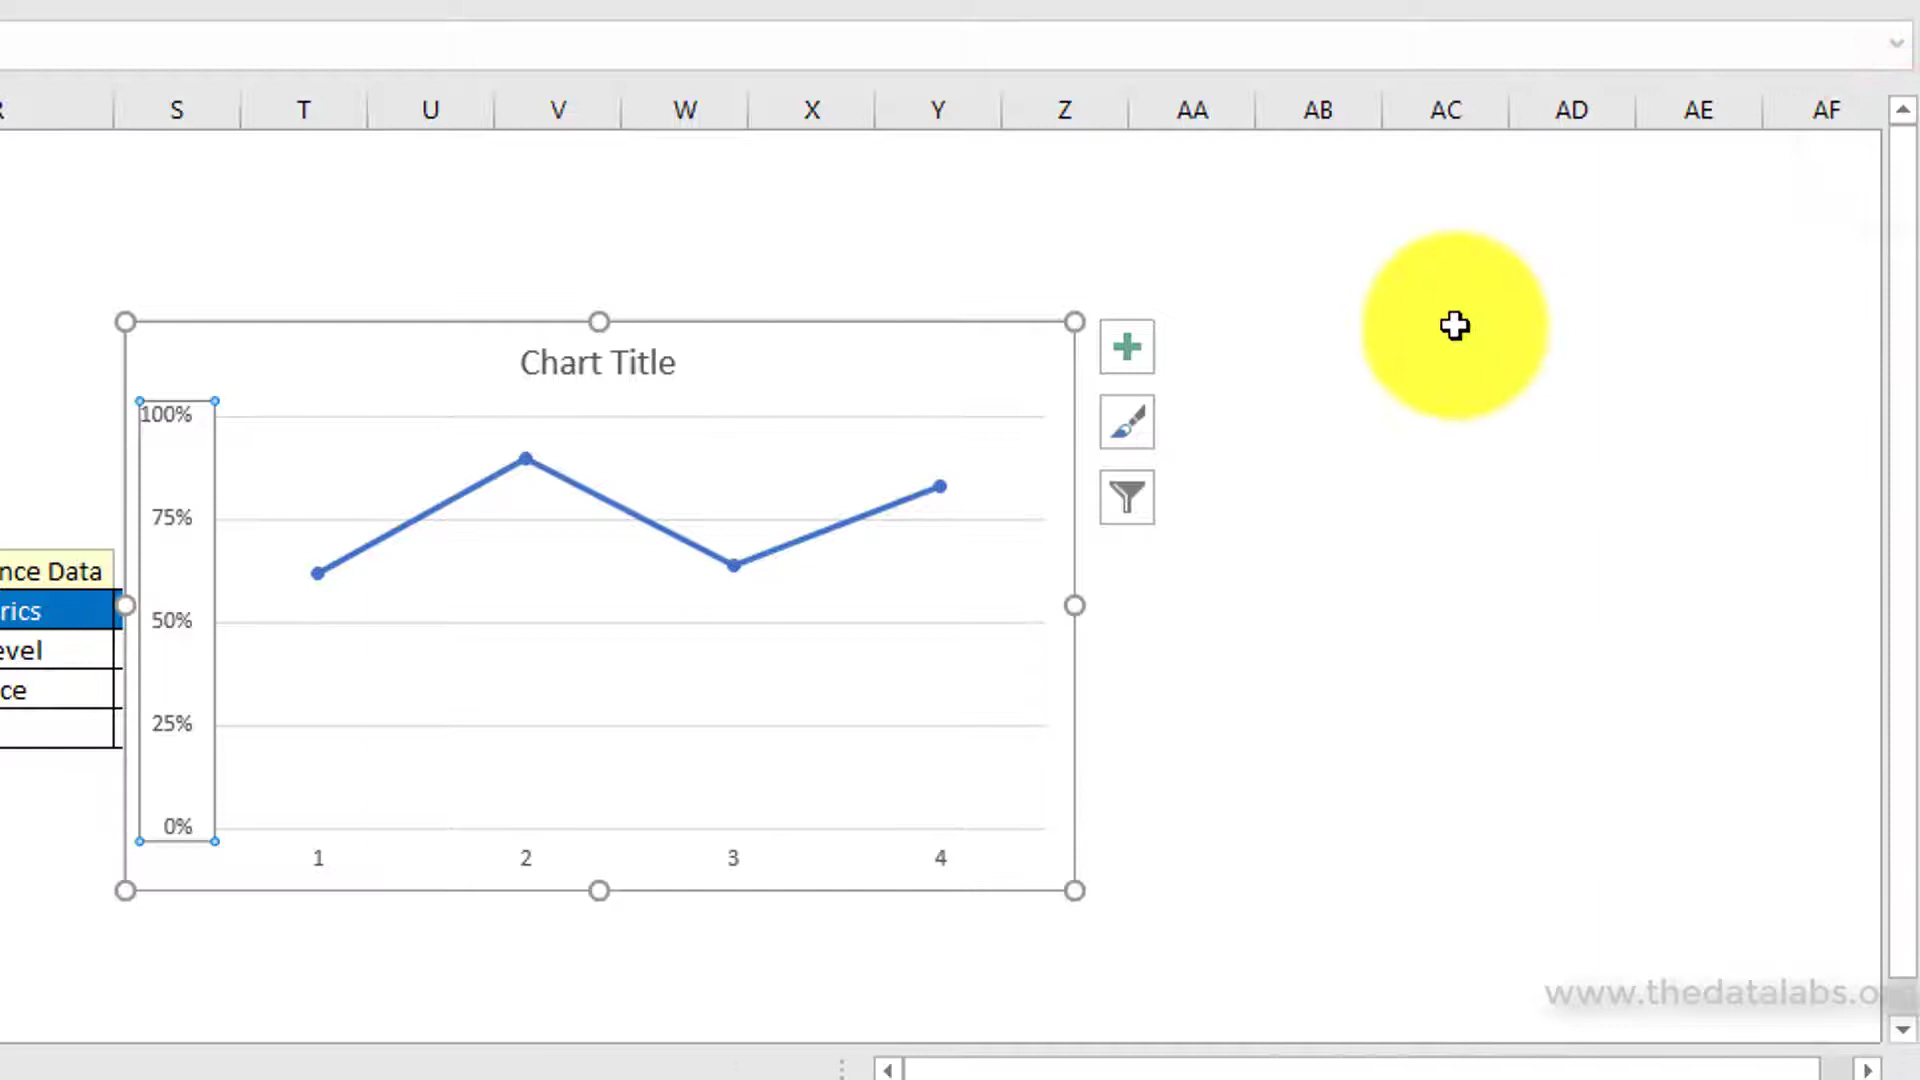 R S T U V W X Y Z AA AB AC AD AE AF
Chart Title
100%
75%
50%
25%
0%
1 2 3 4
nce Data
rics
evel
ce
www.thedatalabs.org